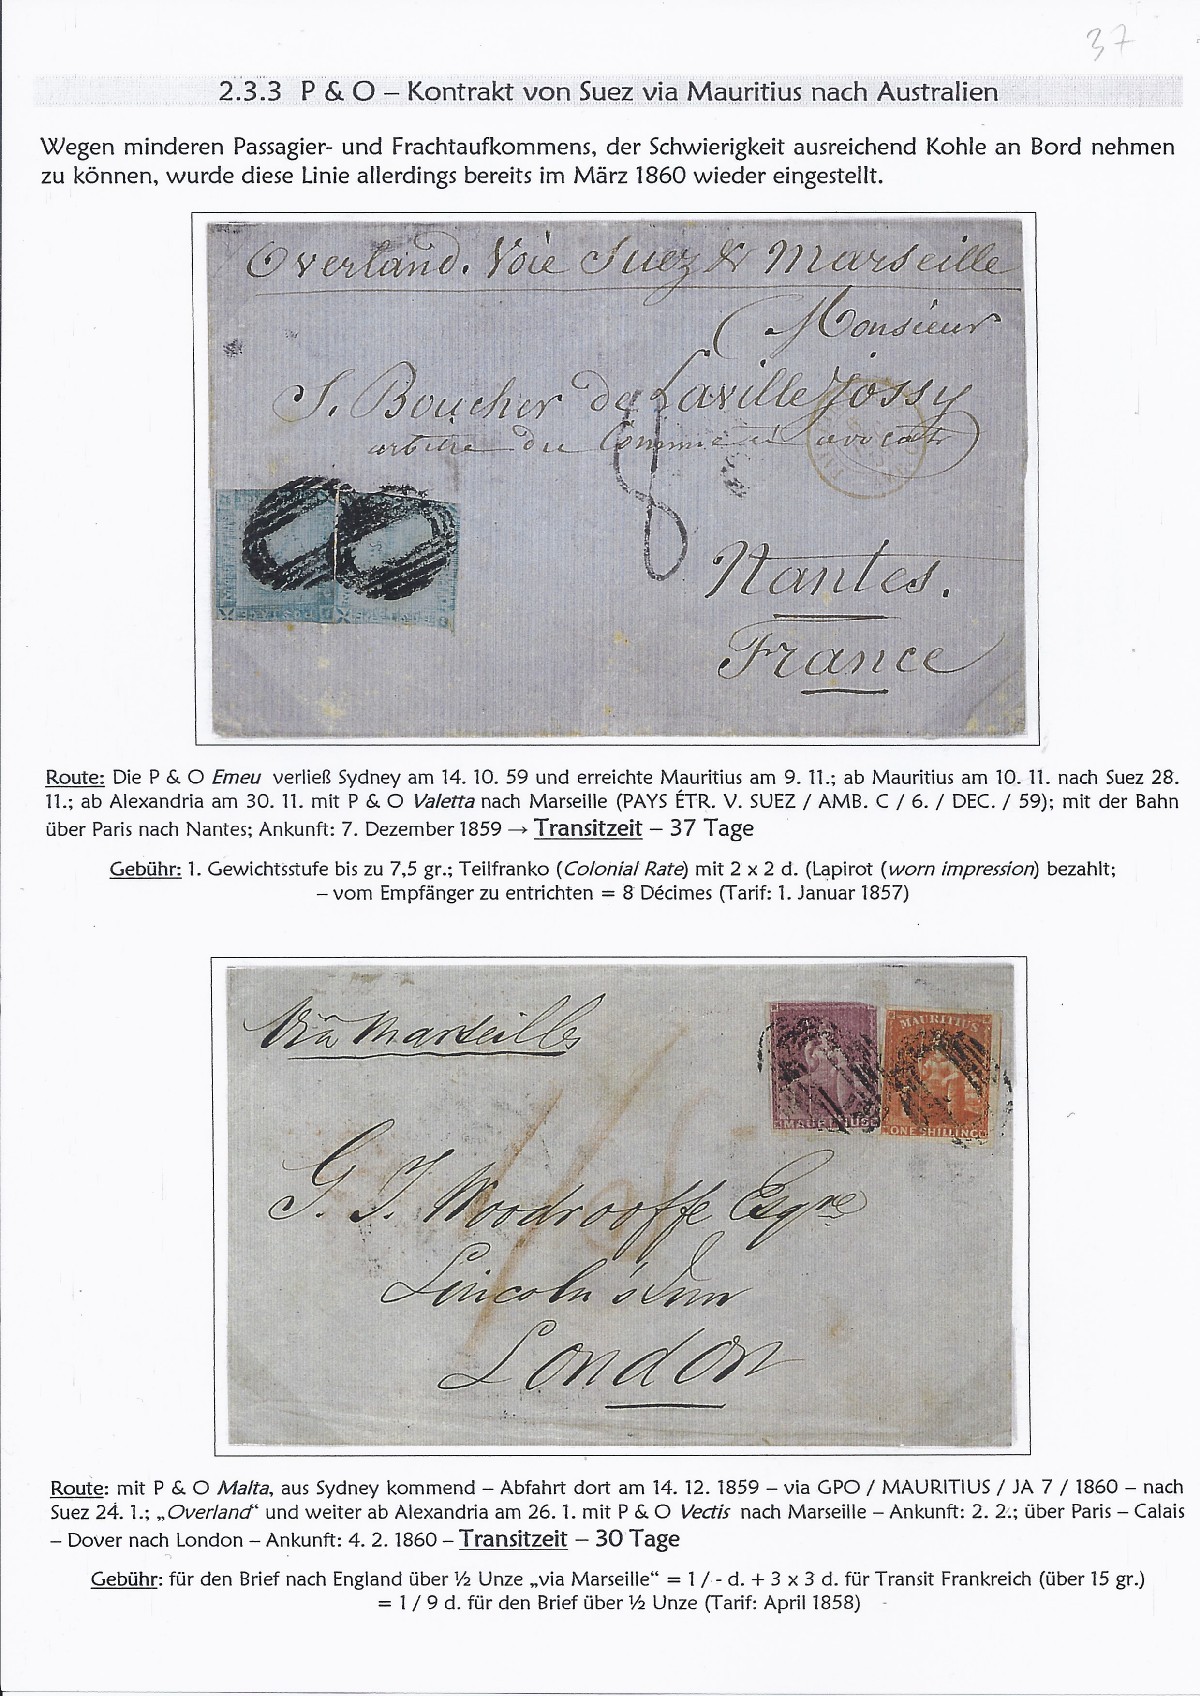 37
2.3.3 P & O – Kontrakt von Suez via Mauritius nach Australien
Wegen minderen Passagier- und Frachtaufkommens, der Schwierigkeit ausreichend Kohle an Bord nehmen
zu können, wurde diese Linie allerdings bereits im März 1860 wieder eingestellt.
Overland. Voie Suez & Marseille
Monsieur
S. Boucher de Laville Jossy
arbitre du Commerce avocat
8
Nantes.
France
Route: Die P & O Emeu verließ Sydney am 14. 10. 59 und erreichte Mauritius am 9. 11.; ab Mauritius am 10. 11. nach Suez 28.
11.; ab Alexandria am 30. 11. mit P & O Valetta nach Marseille (PAYS ÉTR. V. SUEZ / AMB. C / 6. / DEC. / 59); mit der Bahn
über Paris nach Nantes; Ankunft: 7. Dezember 1859 → Transitzeit – 37 Tage
Gebühr: 1. Gewichtsstufe bis zu 7,5 gr.; Teilfranko (Colonial Rate) mit 2 x 2 d. (Lapirot (worn impression) bezahlt;
– vom Empfänger zu entrichten = 8 Décimes (Tarif: 1. Januar 1857)
Via Marseille
MAURITIUS
MAURITIUS
ONE SHILLING
G. J. Woodrooffe Esqre
Lincoln's Inn
London
Route: mit P & O Malta, aus Sydney kommend – Abfahrt dort am 14. 12. 1859 – via GPO / MAURITIUS / JA 7 / 1860 – nach
Suez 24. 1.; „Overland“ und weiter ab Alexandria am 26. 1. mit P & O Vectis nach Marseille – Ankunft: 2. 2.; über Paris – Calais
– Dover nach London – Ankunft: 4. 2. 1860 – Transitzeit – 30 Tage
Gebühr: für den Brief nach England über ½ Unze „via Marseille“ = 1 / - d. + 3 x 3 d. für Transit Frankreich (über 15 gr.)
= 1 / 9 d. für den Brief über ½ Unze (Tarif: April 1858)